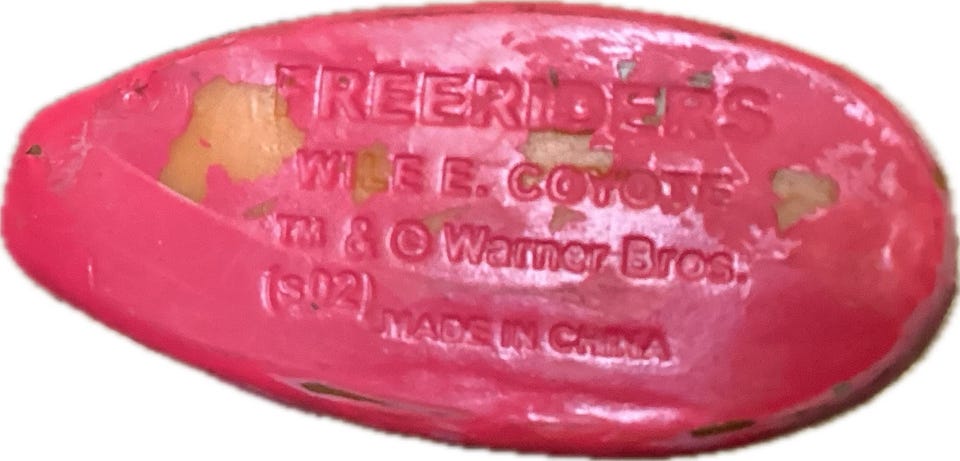 FREERIDERS
WILE E. COYOTE
™ & © Warner Bros.
(s02)
MADE IN CHINA